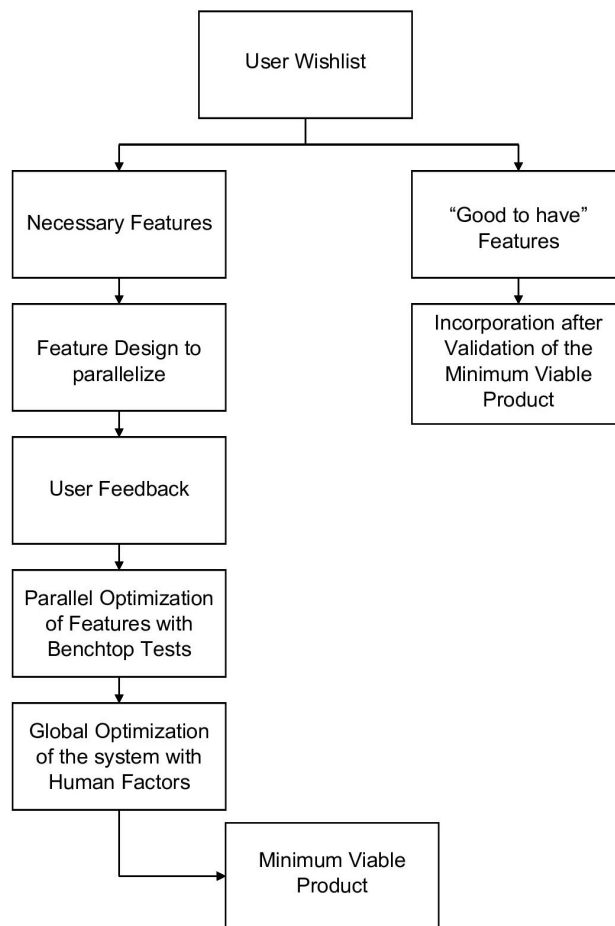 User Wishlist
Necessary Features
“Good to have”
Features
Feature Design to
parallelize
Incorporation after
Validation of the
Minimum Viable
Product
User Feedback
Parallel Optimization
of Features with
Benchtop Tests
Global Optimization
of the system with
Human Factors
Minimum Viable
Product